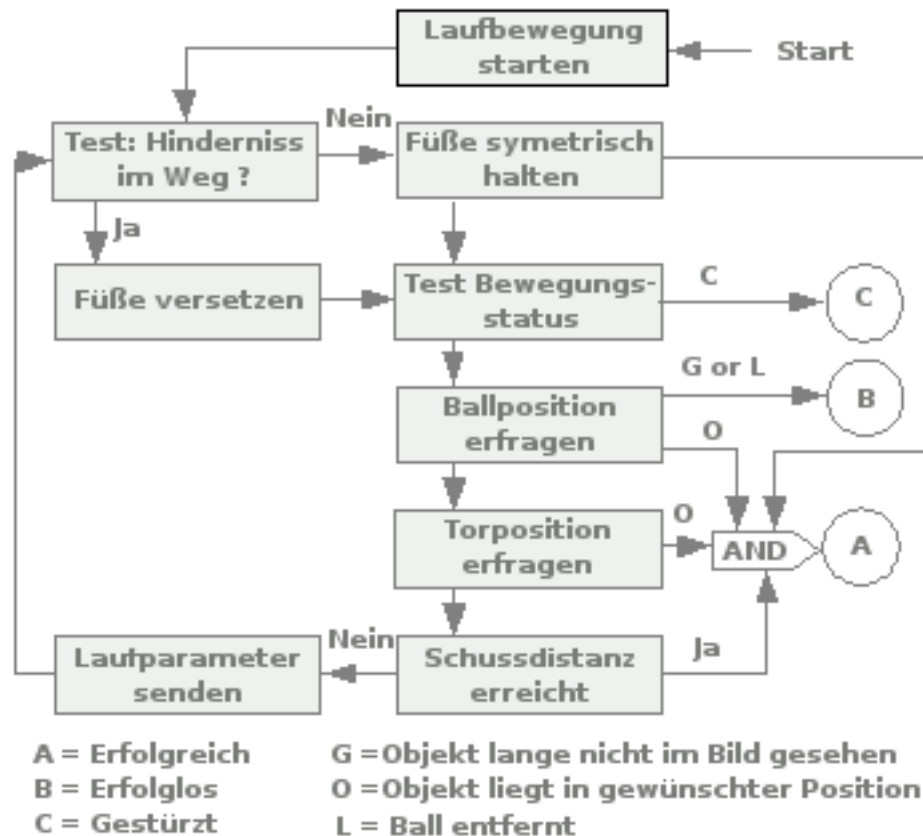 Laufbewegung
starten
Start
Nein
Test: Hinderniss
im Weg ?
Füße symetrisch
halten
Ja
Füße versetzen
Test Bewegungs-
status
C
C
G or L
Ballposition
erfragen
B
O
Torposition
erfragen
O
AND
A
Nein
Laufparameter
senden
Schussdistanz
erreicht
Ja
A = Erfolgreich
G =Objekt lange nicht im Bild gesehen
B = Erfolglos
O =Objekt liegt in gewünschter Position
C = Gestürzt
L = Ball entfernt